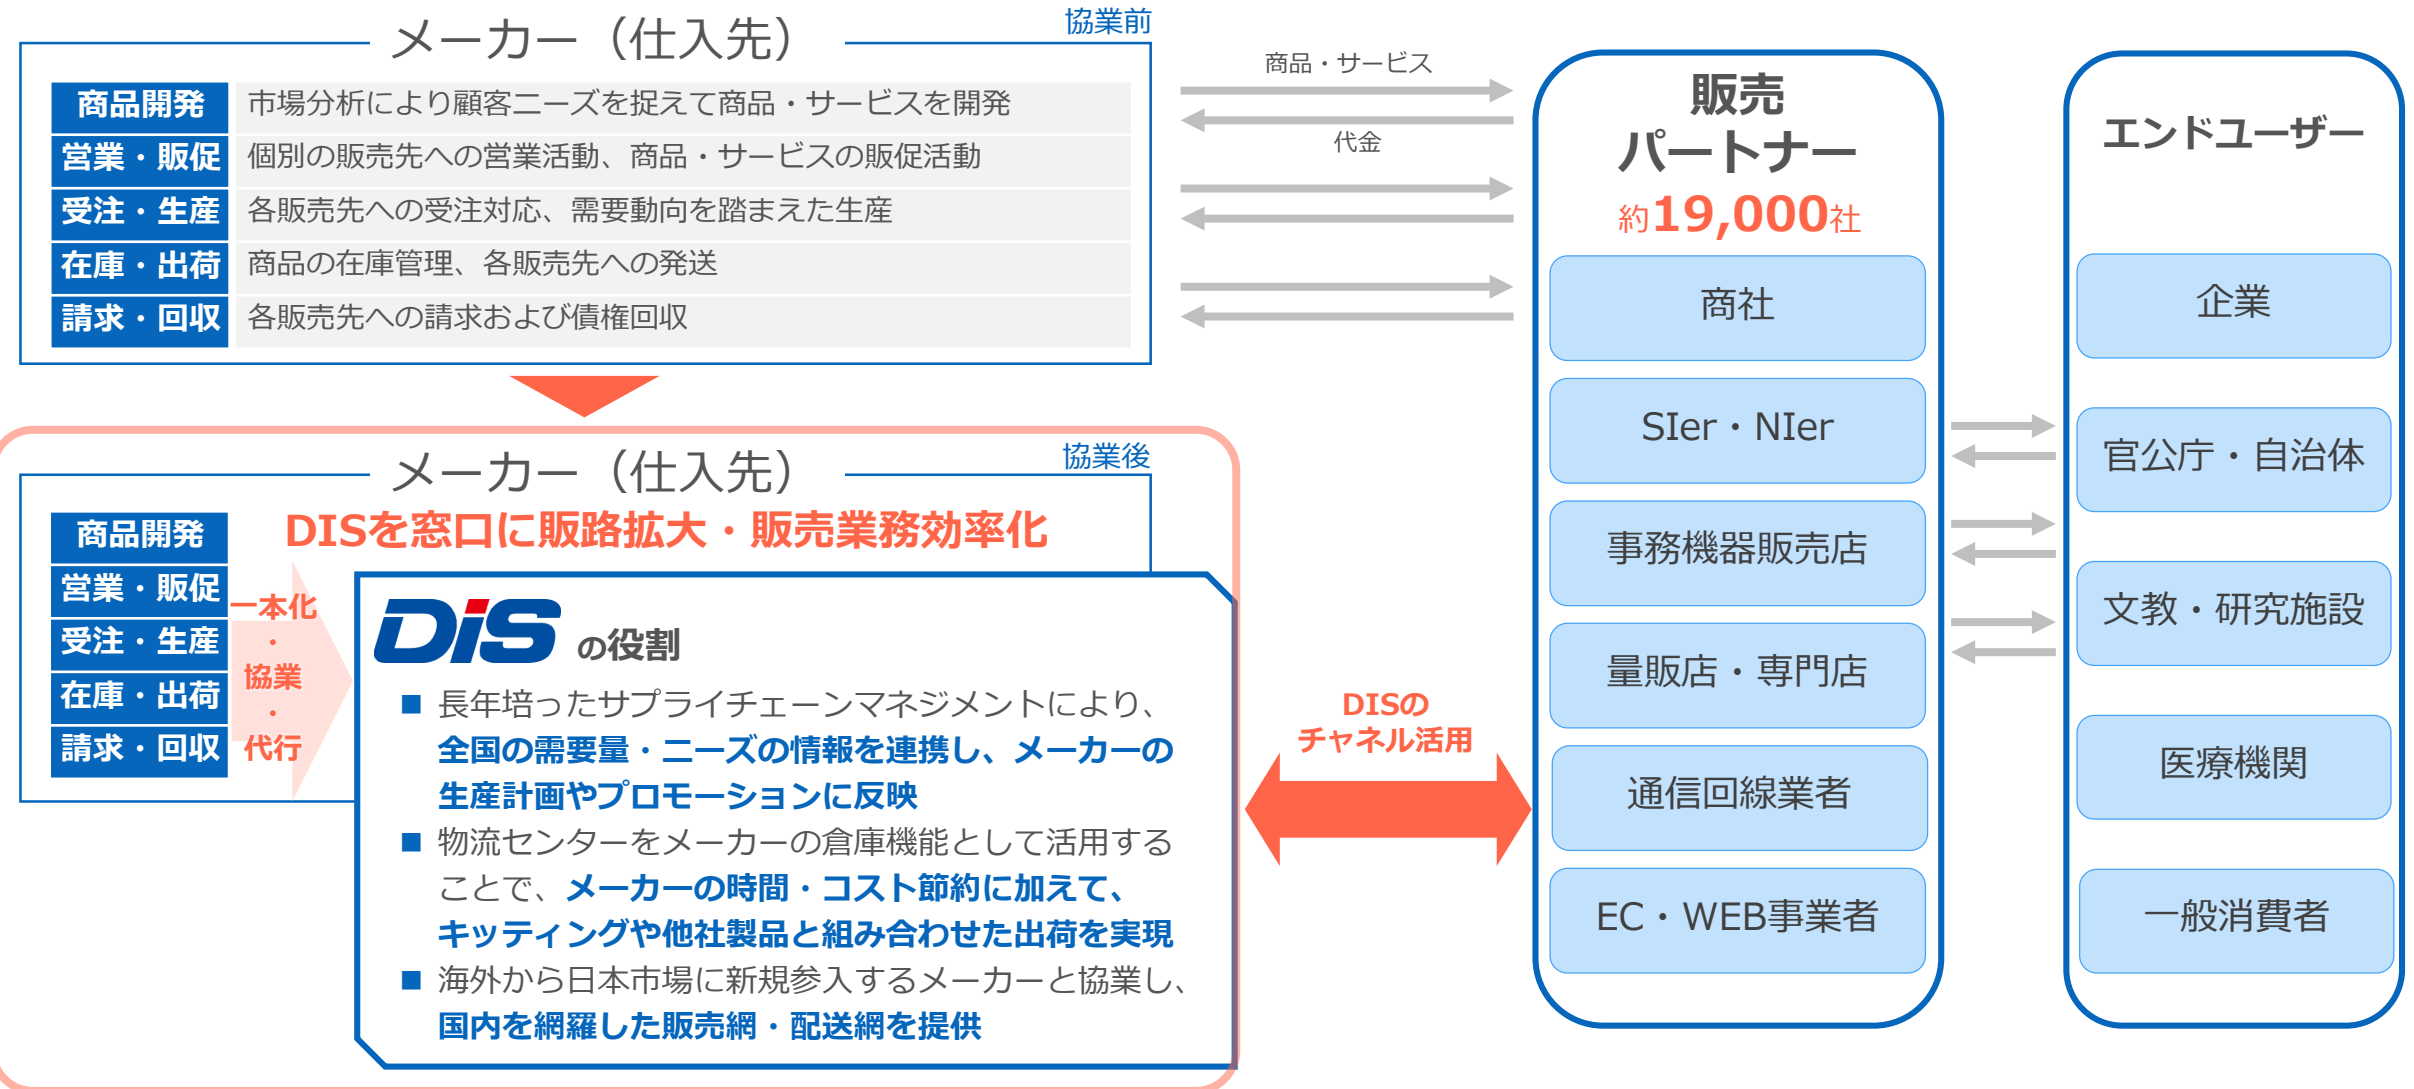 メーカー（仕入先）
協業前
商品開発
市場分析により顧客ニーズを捉えて商品・サービスを開発
営業・販促
個別の販売先への営業活動、商品・サービスの販促活動
受注・生産
各販売先への受注対応、需要動向を踏まえた生産
在庫・出荷
商品の在庫管理、各販売先への発送
請求・回収
各販売先への請求および債権回収
メーカー（仕入先）
協業後
DISを窓口に販路拡大・販売業務効率化
商品開発
営業・販促
受注・生産
在庫・出荷
請求・回収
一本化
・
協業
・
代行
DiS の役割
■ 長年培ったサプライチェーンマネジメントにより、
全国の需要量・ニーズの情報を連携し、メーカーの
生産計画やプロモーションに反映
■ 物流センターをメーカーの倉庫機能として活用する
ことで、メーカーの時間・コスト節約に加えて、
キッティングや他社製品と組み合わせた出荷を実現
■ 海外から日本市場に新規参入するメーカーと協業し、
国内を網羅した販売網・配送網を提供
商品・サービス
代金
DISの
チャネル活用
販売
パートナー
約19,000社
商社
SIer・NIer
事務機器販売店
量販店・専門店
通信回線業者
EC・WEB事業者
エンドユーザー
企業
官公庁・自治体
文教・研究施設
医療機関
一般消費者